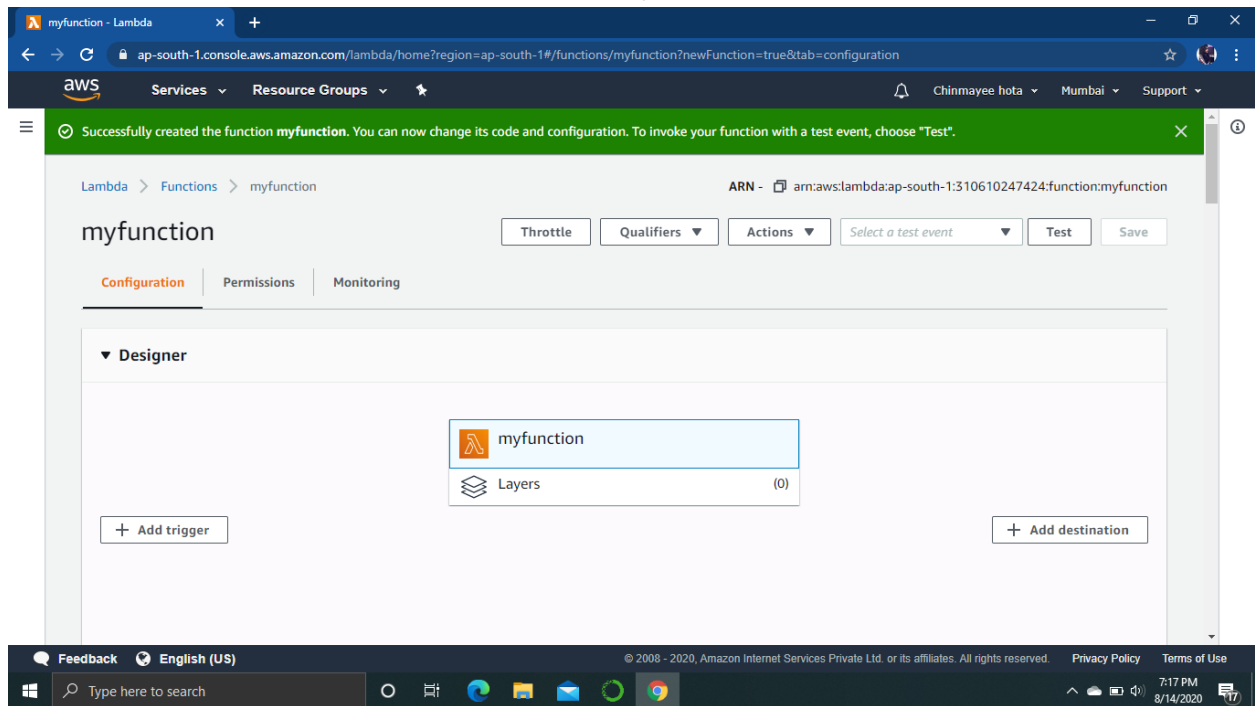 myfunction - Lambda
ap-south-1.console.aws.amazon.com/lambda/home?region=ap-south-1#/functions/myfunction?newFunction=true&tab=configuration
aws Services Resource Groups Chinmayee hota Mumbai Support
Successfully created the function myfunction. You can now change its code and configuration. To invoke your function with a test event, choose "Test".
Lambda > Functions > myfunction ARN - arn:aws:lambda:ap-south-1:310610247424:function:myfunction
myfunction Throttle Qualifiers Actions Select a test event Test Save
Configuration Permissions Monitoring
Designer
myfunction
Layers (0)
+ Add trigger + Add destination
Feedback English (US) © 2008 - 2020, Amazon Internet Services Private Ltd. or its affiliates. All rights reserved. Privacy Policy Terms of Use
Type here to search 7:17 PM
8/14/2020 17